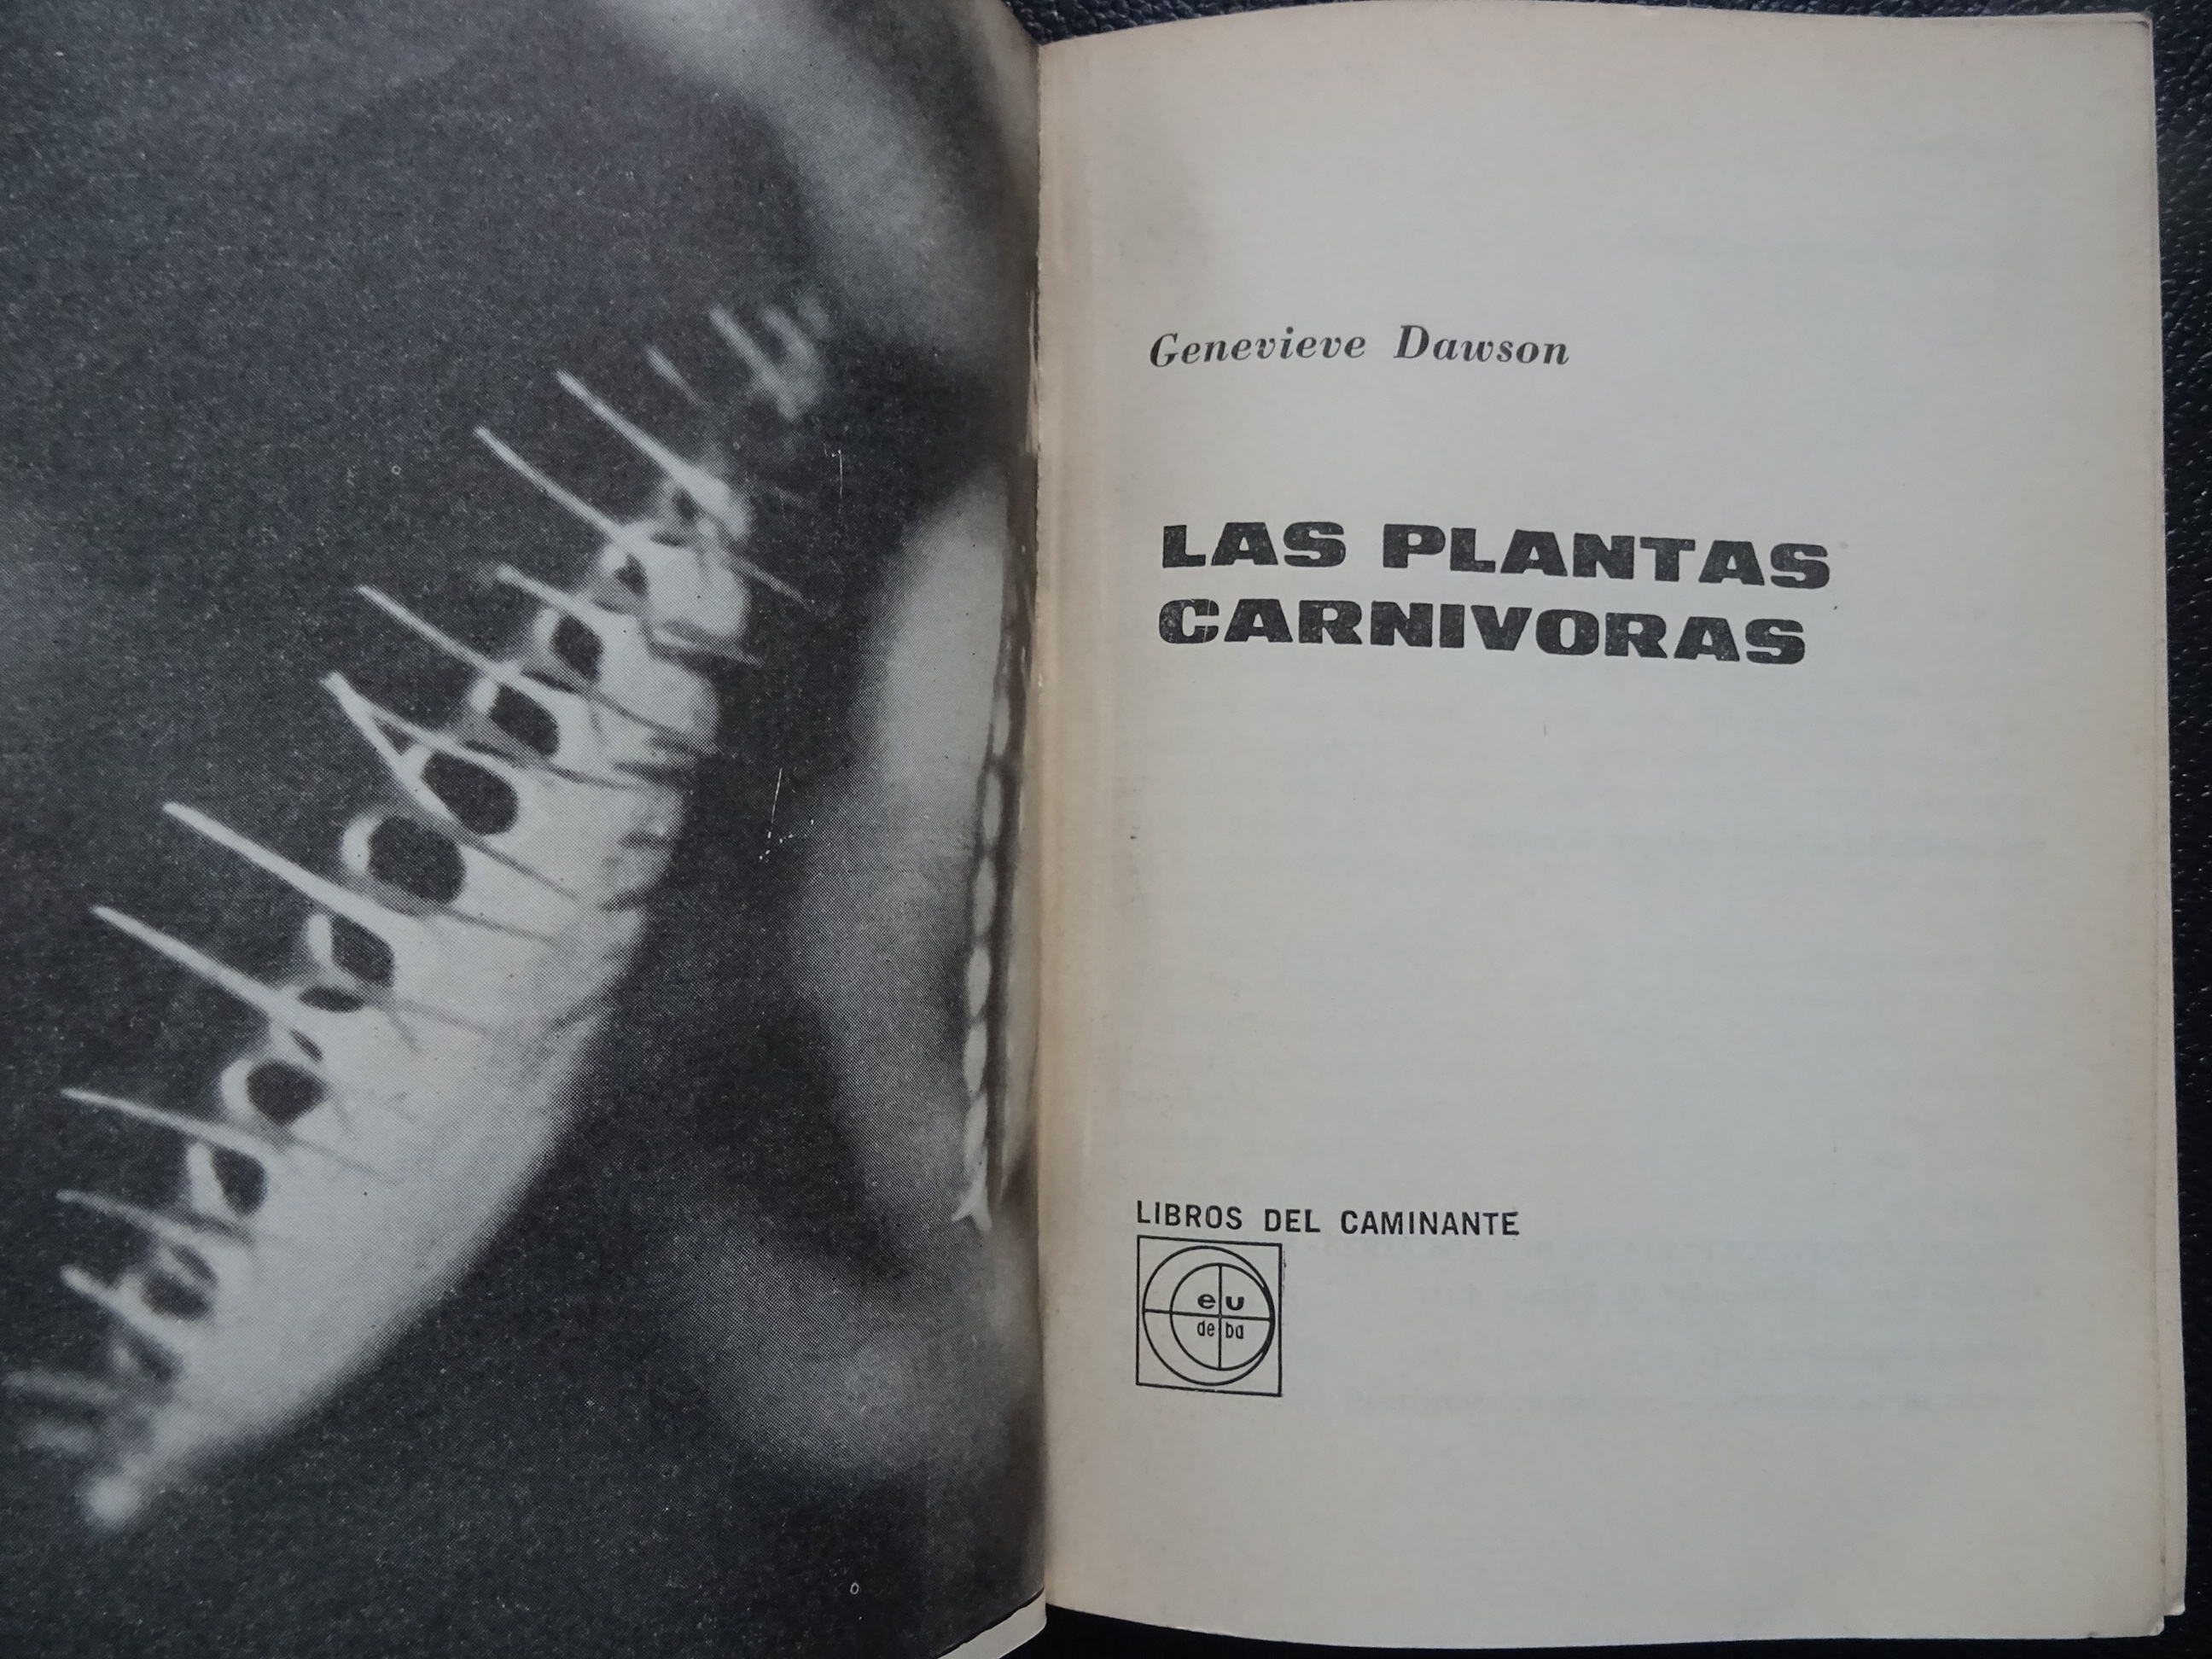 Genevieve Dawson
LAS PLANTAS
CARNIVORAS
LIBROS DEL CAMINANTE
eu
de ba